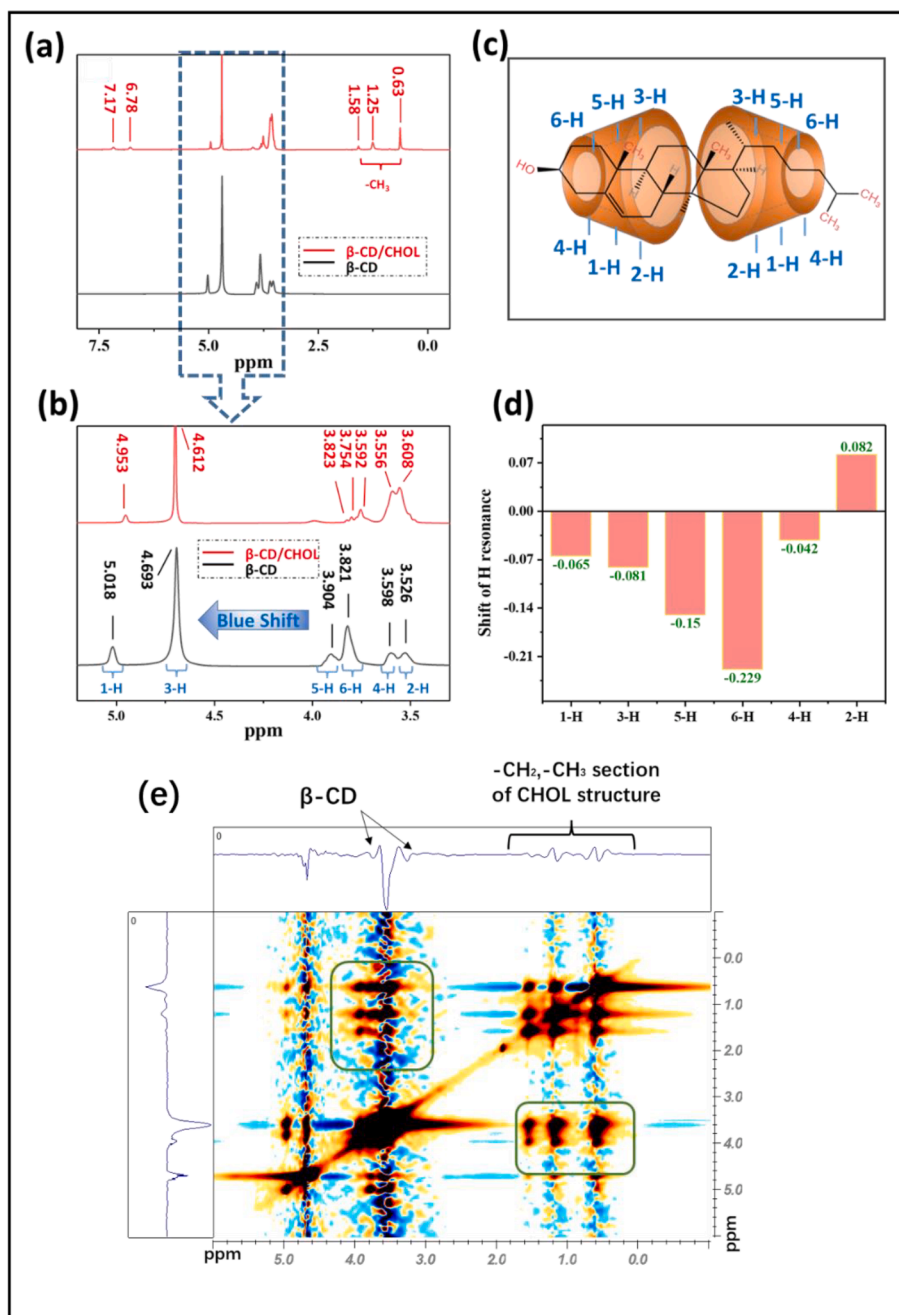 (a)
7.17
6.78
1.58
1.25
0.63
-CH₃
β-CD/CHOL
β-CD
7.5
5.0
2.5
0.0
ppm
(b)
4.953
4.612
3.823
3.754
3.592
3.556
3.608
β-CD/CHOL
β-CD
5.018
4.693
3.904
3.821
3.598
3.526
Blue Shift
1-H
3-H
5-H
6-H
4-H
2-H
5.0
4.5
4.0
3.5
ppm
(c)
6-H
5-H
3-H
3-H
5-H
6-H
HO
CH₃
H
H
CH₃
H
CH₃
CH₃
4-H
1-H
2-H
2-H
1-H
4-H
(d)
Shift of H resonance
0.07
0.00
-0.07
-0.14
-0.21
-0.065
-0.081
-0.15
-0.229
-0.042
0.082
1-H
3-H
5-H
6-H
4-H
2-H
(e)
β-CD
-CH₂,-CH₃ section
of CHOL structure
0
0
0.0
1.0
2.0
3.0
4.0
5.0
ppm
ppm
5.0
4.0
3.0
2.0
1.0
0.0